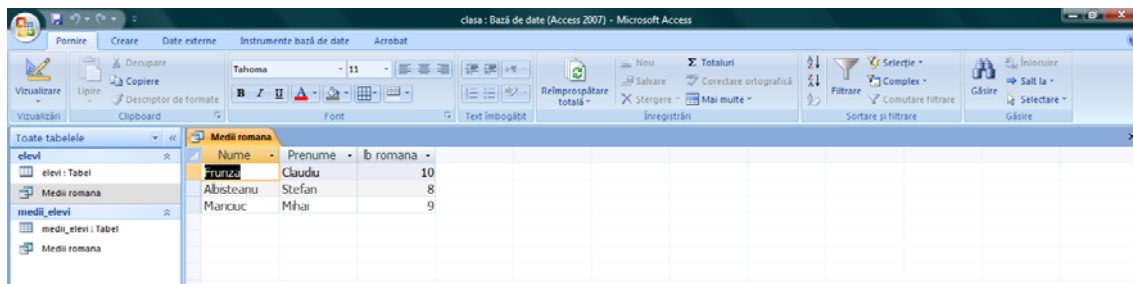 clasa : Bază de date (Access 2007) - Microsoft Access
Pornire Creare Date externe Instrumente bază de date Acrobat
Vizualizare
Vizualizări
Lipire
Decupare
Copiere
Descriptor de formate
Clipboard
Tahoma 11
B I U A
Font
Text îmbogățit
Reîmprospătare totală
Nou
Salvare
Ștergere
Totaluri
Corectare ortografică
Mai multe
Înregistrări
Filtrare
Selecție
Complex
Comutare filtrare
Sortare și filtrare
Găsire
Înlocuire
Salt la
Selectare
Găsire
Toate tabelele
elevi
elevi : Tabel
Medii romana
medii_elevi
medii_elevi : Tabel
Medii romana
Medii romana
Nume Prenume lb romana
Frunza Claudiu 10
Albisteanu Stefan 8
Mariciuc Mihai 9